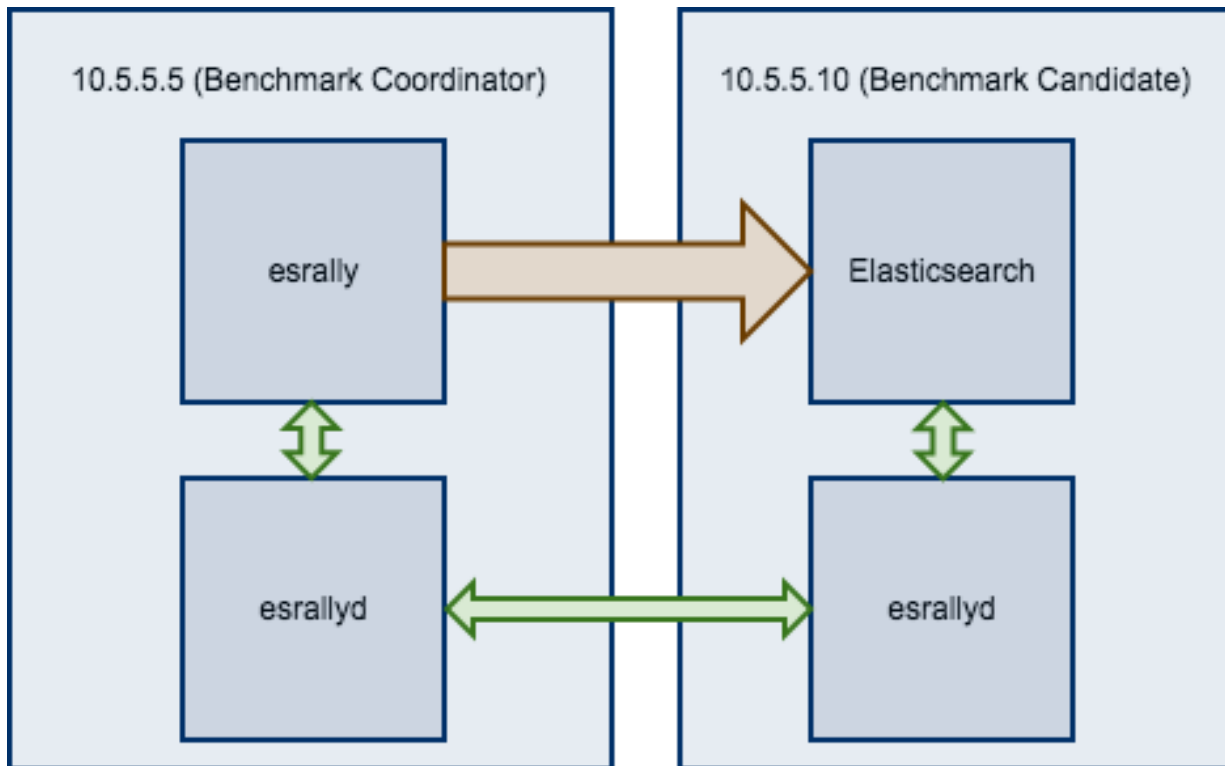 10.5.5.5 (Benchmark Coordinator)
10.5.5.10 (Benchmark Candidate)
esrally
Elasticsearch
esrallyd
esrallyd